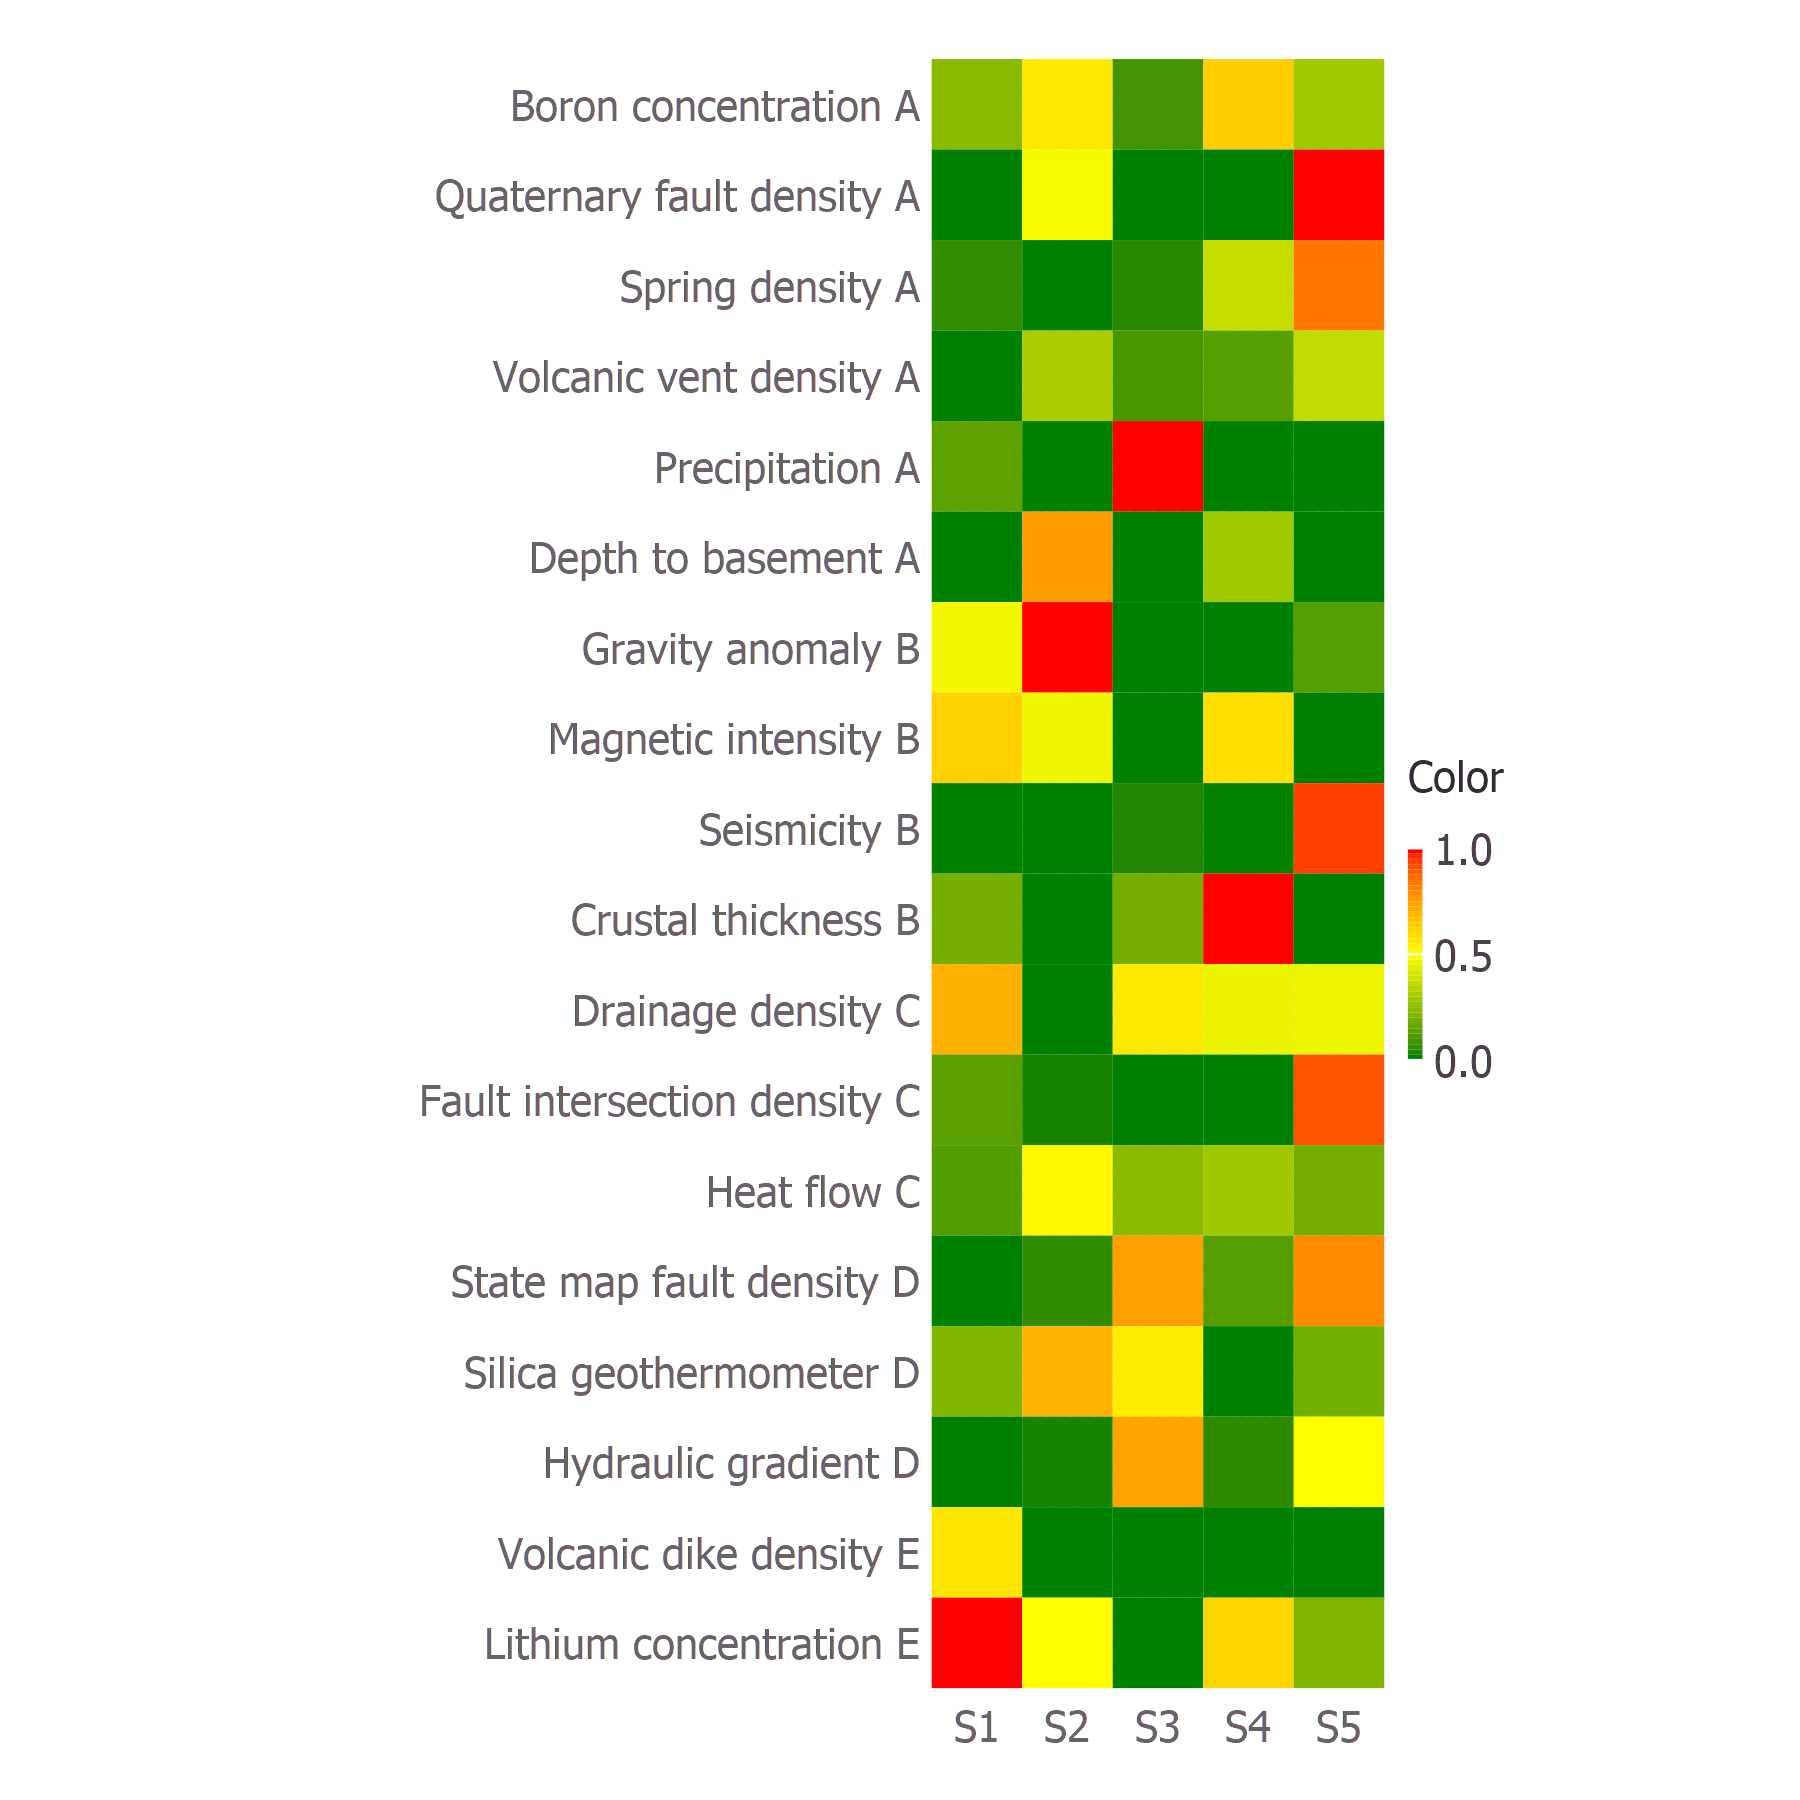 Boron concentration A
Quaternary fault density A
Spring density A
Volcanic vent density A
Precipitation A
Depth to basement A
Gravity anomaly B
Magnetic intensity B
Seismicity B
Crustal thickness B
Drainage density C
Fault intersection density C
Heat flow C
State map fault density D
Silica geothermometer D
Hydraulic gradient D
Volcanic dike density E
Lithium concentration E
S1 S2 S3 S4 S5
Color
1.0
0.5
0.0